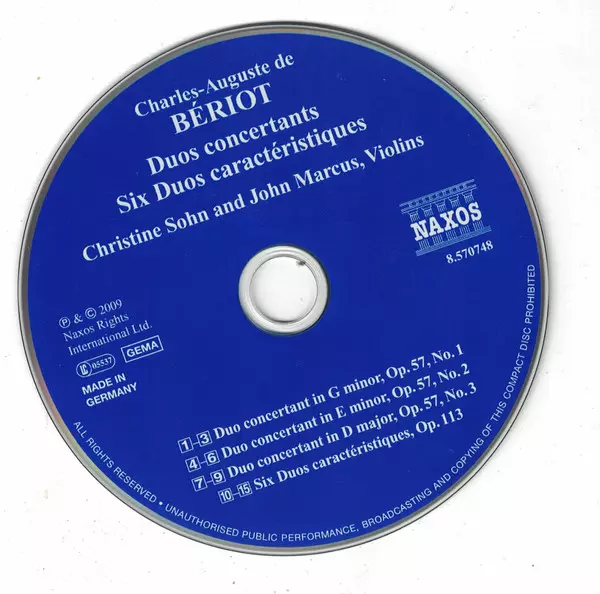 Charles-Auguste de
BÉRIOT
Duos concertants
Six Duos caractéristiques
Christine Sohn and John Marcus, Violins
NAXOS
8.570748
℗ & © 2009
Naxos Rights
International Ltd.
LC 05537 GEMA
MADE IN
GERMANY
1–3 Duo concertant in G minor, Op. 57, No. 1
4–6 Duo concertant in E minor, Op. 57, No. 2
7–9 Duo concertant in D major, Op. 57, No. 3
10–15 Six Duos caractéristiques, Op. 113
ALL RIGHTS RESERVED • UNAUTHORISED PUBLIC PERFORMANCE, BROADCASTING AND COPYING OF THIS COMPACT DISC PROHIBITED